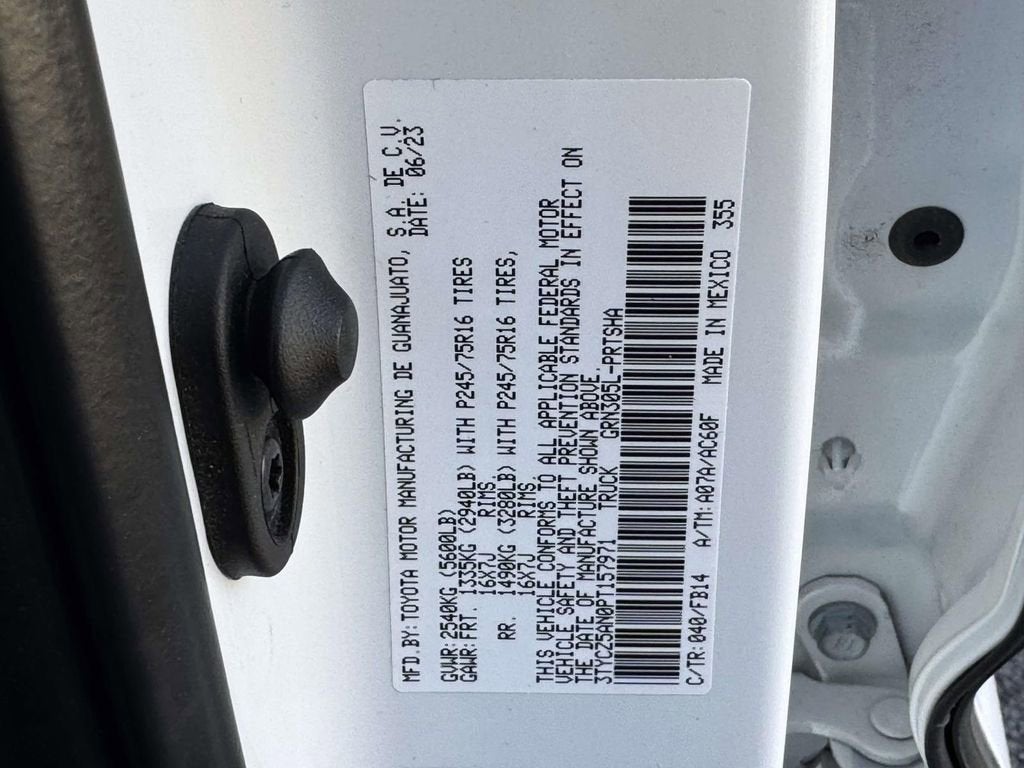 MFD.BY:TOYOTA MOTOR MANUFACTURING DE GUANAJUATO, S.A. DE C.V.
DATE: 06/23
GVWR:2540KG (5600LB)
GAWR:FRT. 1335KG (2940LB) WITH P245/75R16 TIRES
16X7J RIMS.
RR. 1490KG (3280LB) WITH P245/75R16 TIRES,
16X7J RIMS.
THIS VEHICLE CONFORMS TO ALL APPLICABLE FEDERAL MOTOR
VEHICLE SAFETY AND THEFT PREVENTION STANDARDS IN EFFECT ON
THE DATE OF MANUFACTURE SHOWN ABOVE.
3TYCZ5AN0PT157971 TRUCK GRN305L-PRTSHA
C/TR:040/FB14 A/TM:A07A/AC60F MADE IN MEXICO 355